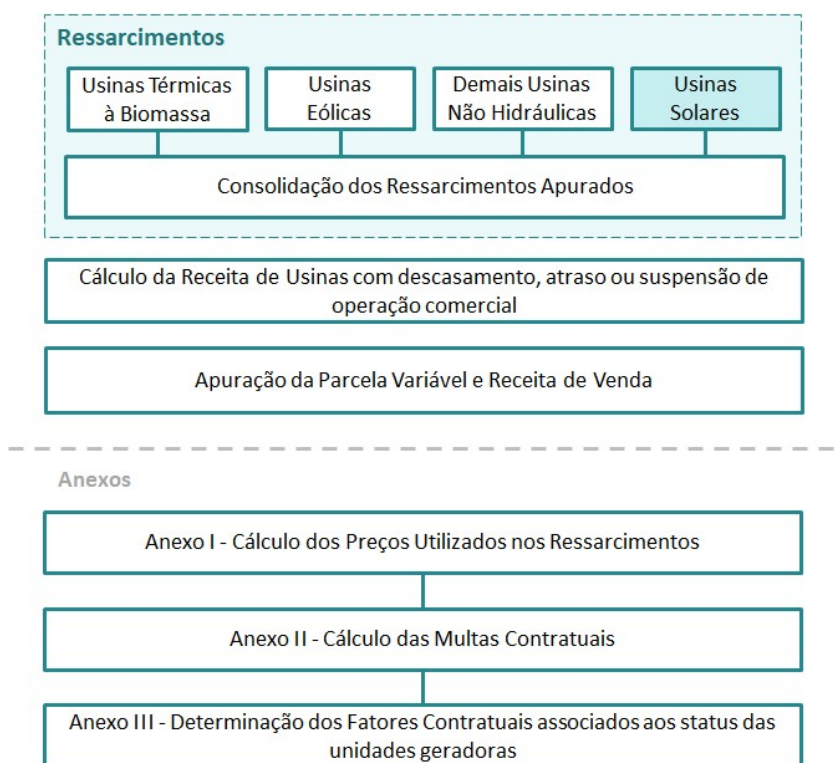 Ressarcimentos
Usinas Térmicas
à Biomassa
Usinas
Eólicas
Demais Usinas
Não Hidráulicas
Usinas
Solares
Consolidação dos Ressarcimentos Apurados
Cálculo da Receita de Usinas com descasamento, atraso ou suspensão de
operação comercial
Apuração da Parcela Variável e Receita de Venda
Anexos
Anexo I - Cálculo dos Preços Utilizados nos Ressarcimentos
Anexo II - Cálculo das Multas Contratuais
Anexo III - Determinação dos Fatores Contratuais associados aos status das
unidades geradoras